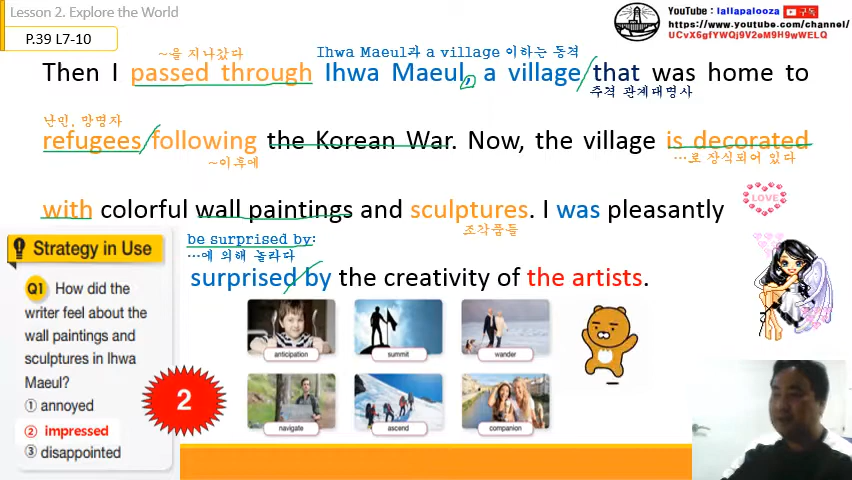 Lesson 2. Explore the World
P.39 L7-10
YouTube : lallapalooza 구독
https://www.youtube.com/channel/
UCvX6gfYWQj9V2eM9H9wWELQ
~을 지나갔다
Ihwa Maeul과 a village 이하는 동격
Then I passed through Ihwa Maeul, a village that was home to
주격 관계대명사
난민, 망명자
refugees following the Korean War. Now, the village is decorated
~이후에
…로 장식되어 있다
with colorful wall paintings and sculptures. I was pleasantly
조각품들
be surprised by:
…에 의해 놀라다
surprised by the creativity of the artists.
LOVE
Strategy in Use
Q1 How did the
writer feel about the
wall paintings and
sculptures in Ihwa
Maeul?
① annoyed
② impressed
③ disappointed
2
anticipation
summit
wander
navigate
ascend
companion